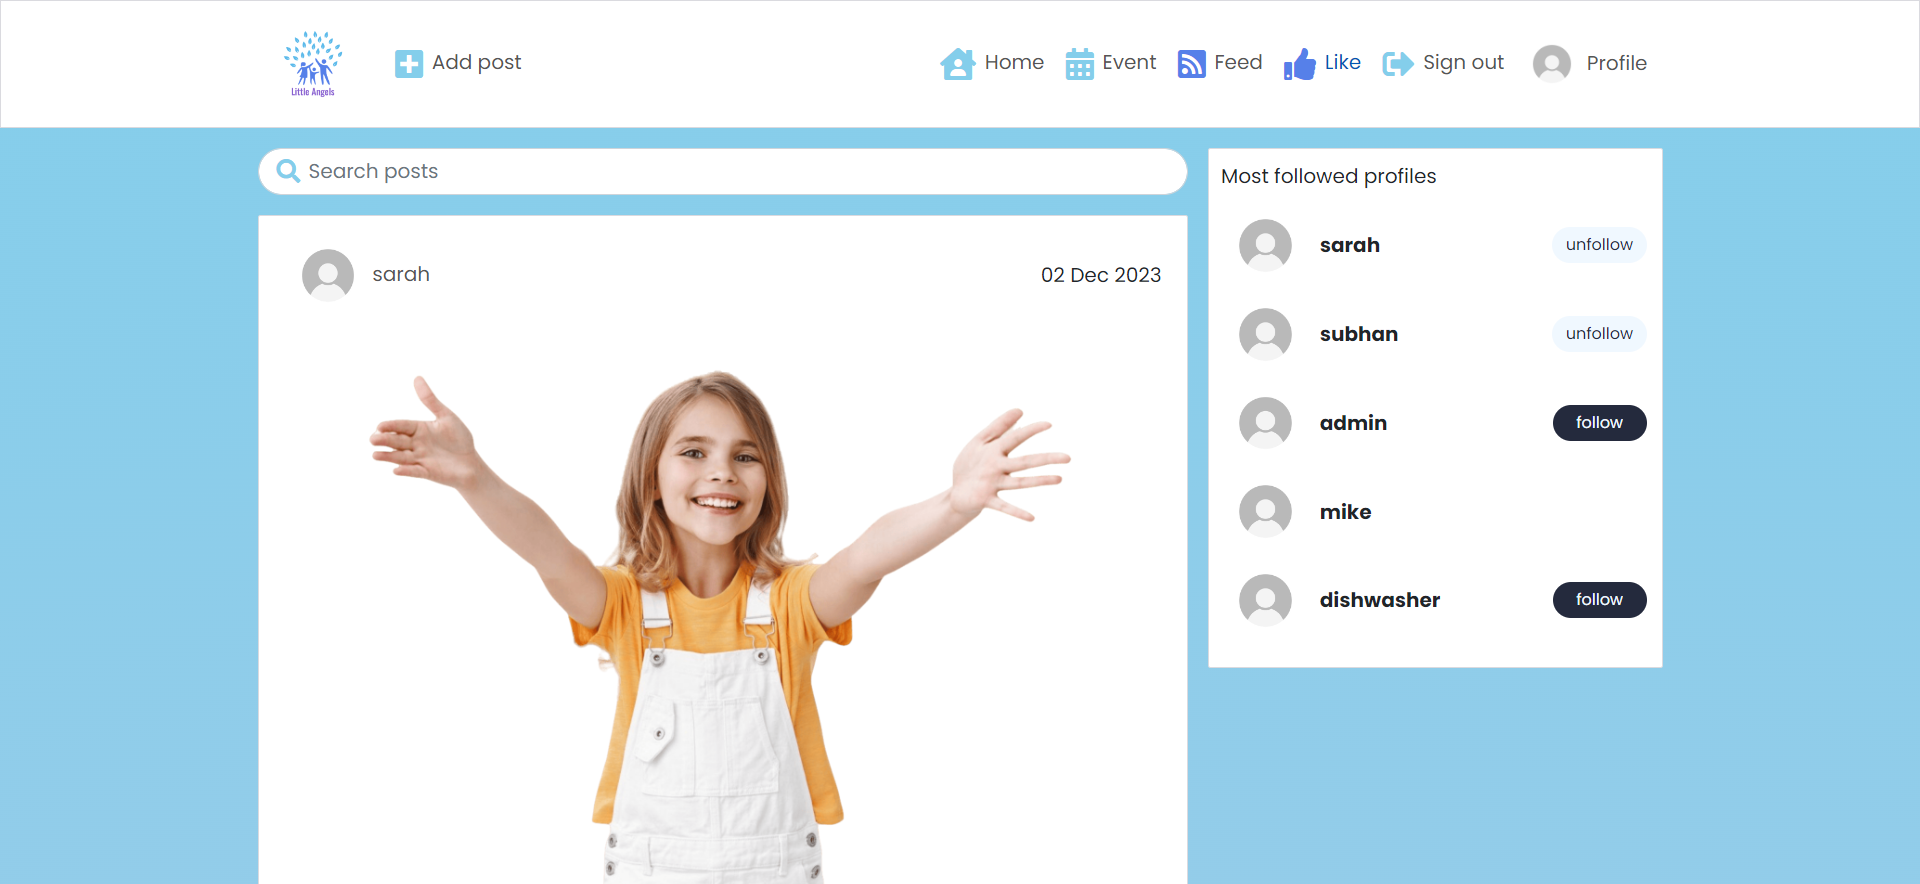 Little Angels
Add post
Home Event Feed Like Sign out Profile
Search posts
sarah 02 Dec 2023
Most followed profiles
sarah unfollow
subhan unfollow
admin follow
mike
dishwasher follow